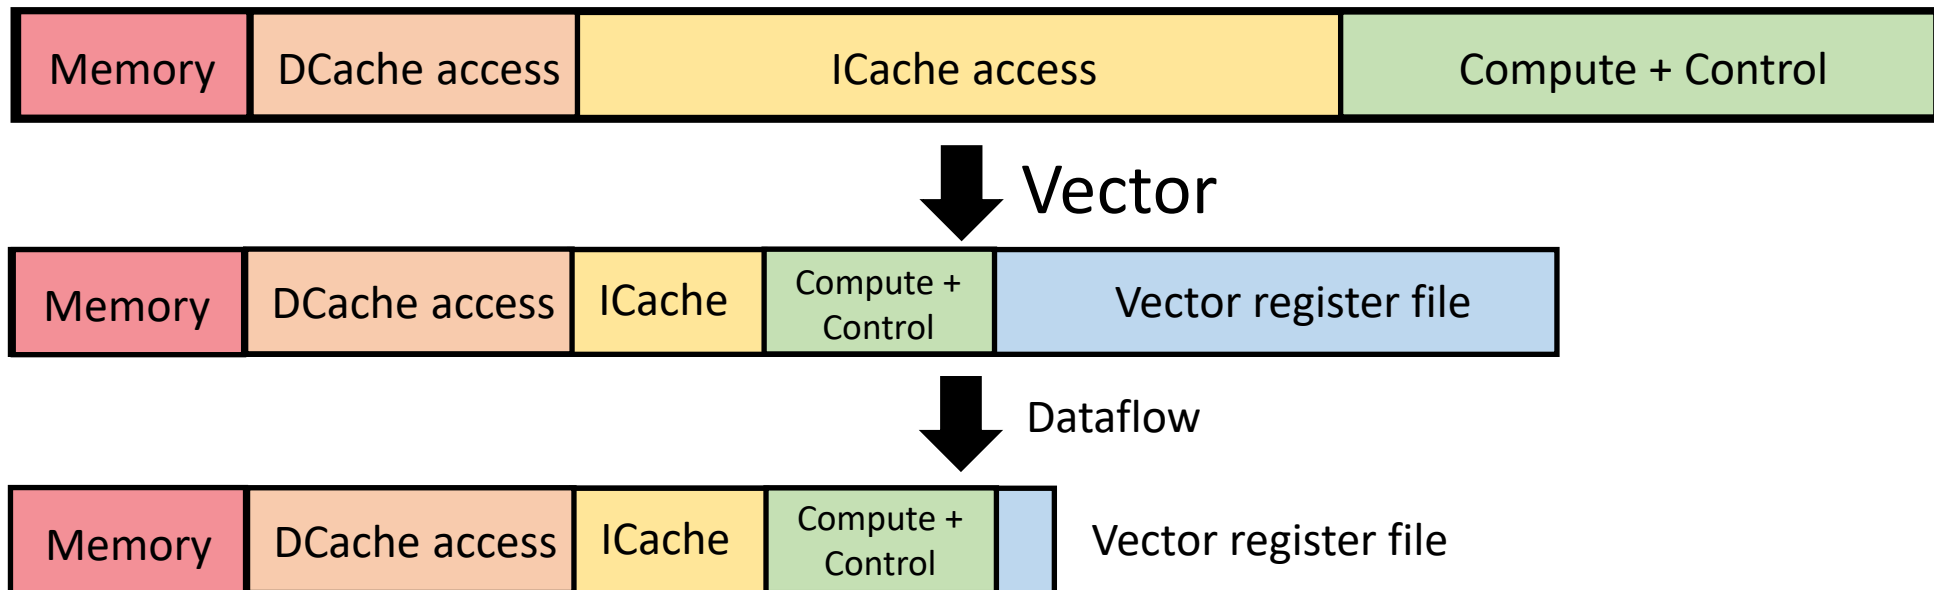 Memory
DCache access
ICache access
Compute + Control
Vector
Memory
DCache access
ICache
Compute +
Control
Vector register file
Dataflow
Memory
DCache access
ICache
Compute +
Control
Vector register file